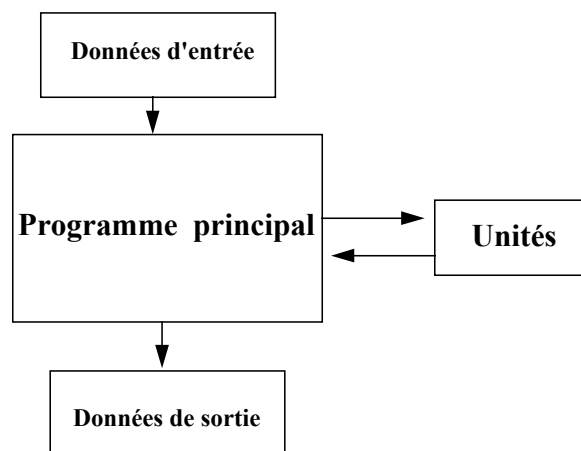 Données d'entrée
Programme principal
Unités
Données de sortie